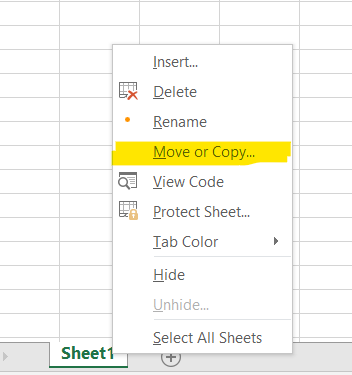 Insert...
Delete
Rename
Move or Copy...
View Code
Protect Sheet...
Tab Color
Hide
Unhide...
Select All Sheets
Sheet1